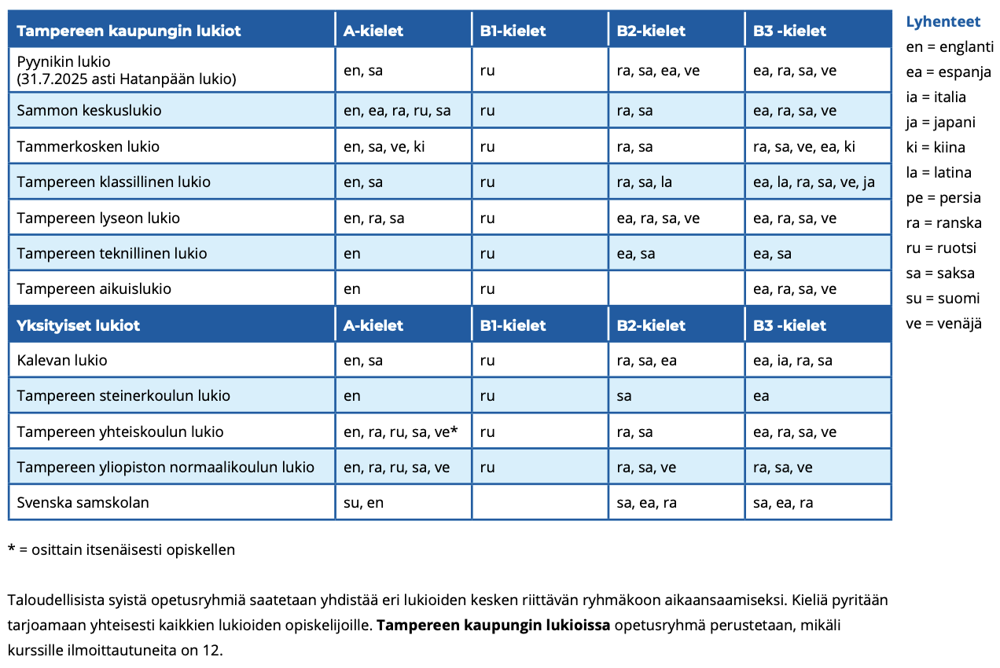 Tampereen kaupungin lukiot A-kielet B1-kielet B2-kielet B3 -kielet
Pyynikin lukio
(31.7.2025 asti Hatanpään lukio) en, sa ru ra, sa, ea, ve ea, ra, sa, ve
Sammon keskuslukio en, ea, ra, ru, sa ru ra, sa ea, ra, sa, ve
Tammerkosken lukio en, sa, ve, ki ru ra, sa ra, sa, ve, ea, ki
Tampereen klassillinen lukio en, sa ru ra, sa, la ea, la, ra, sa, ve, ja
Tampereen lyseon lukio en, ra, sa ru ea, ra, sa, ve ea, ra, sa, ve
Tampereen teknillinen lukio en ru ea, sa ea, sa
Tampereen aikuislukio en ru ea, ra, sa, ve
Yksityiset lukiot A-kielet B1-kielet B2-kielet B3 -kielet
Kalevan lukio en, sa ru ra, sa, ea ea, ia, ra, sa
Tampereen steinerkoulun lukio en ru sa ea
Tampereen yhteiskoulun lukio en, ra, ru, sa, ve* ru ra, sa ea, ra, sa, ve
Tampereen yliopiston normaalikoulun lukio en, ra, ru, sa, ve ru ra, sa, ve ra, sa, ve
Svenska samskolan su, en sa, ea, ra sa, ea, ra
Lyhenteet
en = englanti
ea = espanja
ia = italia
ja = japani
ki = kiina
la = latina
pe = persia
ra = ranska
ru = ruotsi
sa = saksa
su = suomi
ve = venäjä
* = osittain itsenäisesti opiskellen
Taloudellisista syistä opetusryhmiä saatetaan yhdistää eri lukioiden kesken riittävän ryhmäkoon aikaansaamiseksi. Kieliä pyritään
tarjoamaan yhteisesti kaikkien lukioiden opiskelijoille. Tampereen kaupungin lukioissa opetusryhmä perustetaan, mikäli
kurssille ilmoittautuneita on 12.